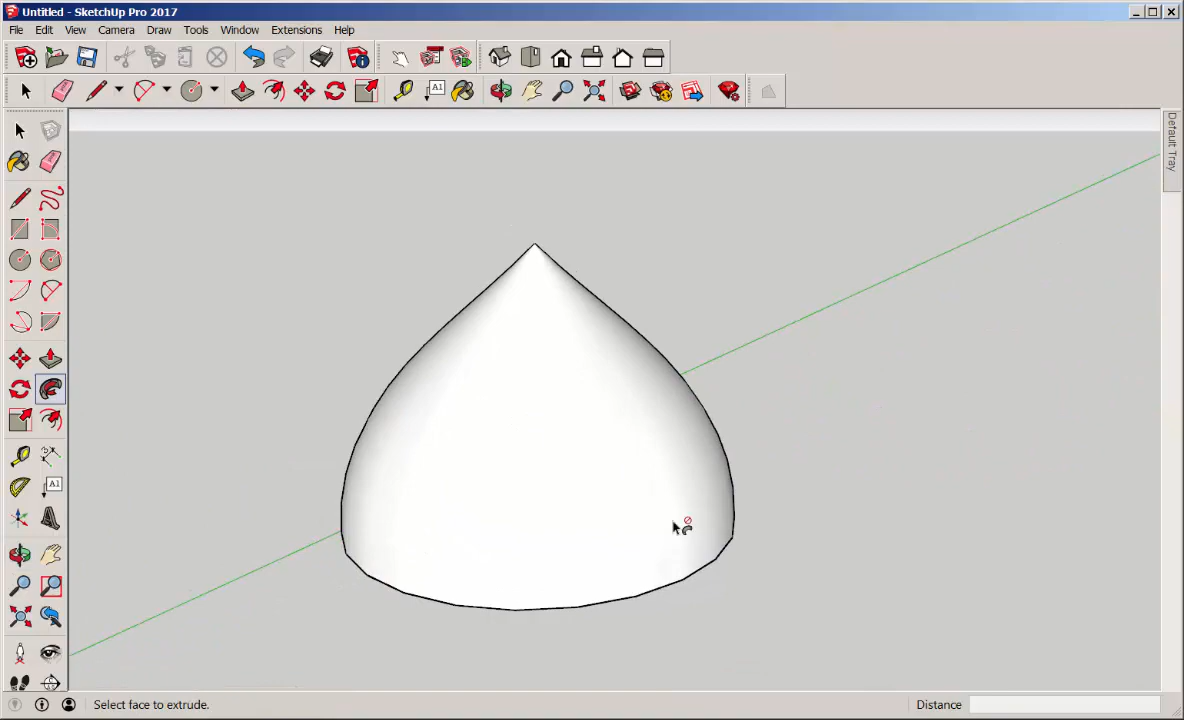 Untitled - SketchUp Pro 2017
File Edit View Camera Draw Tools Window Extensions Help
A1
Default Tray
A1
Select face to extrude.
Distance